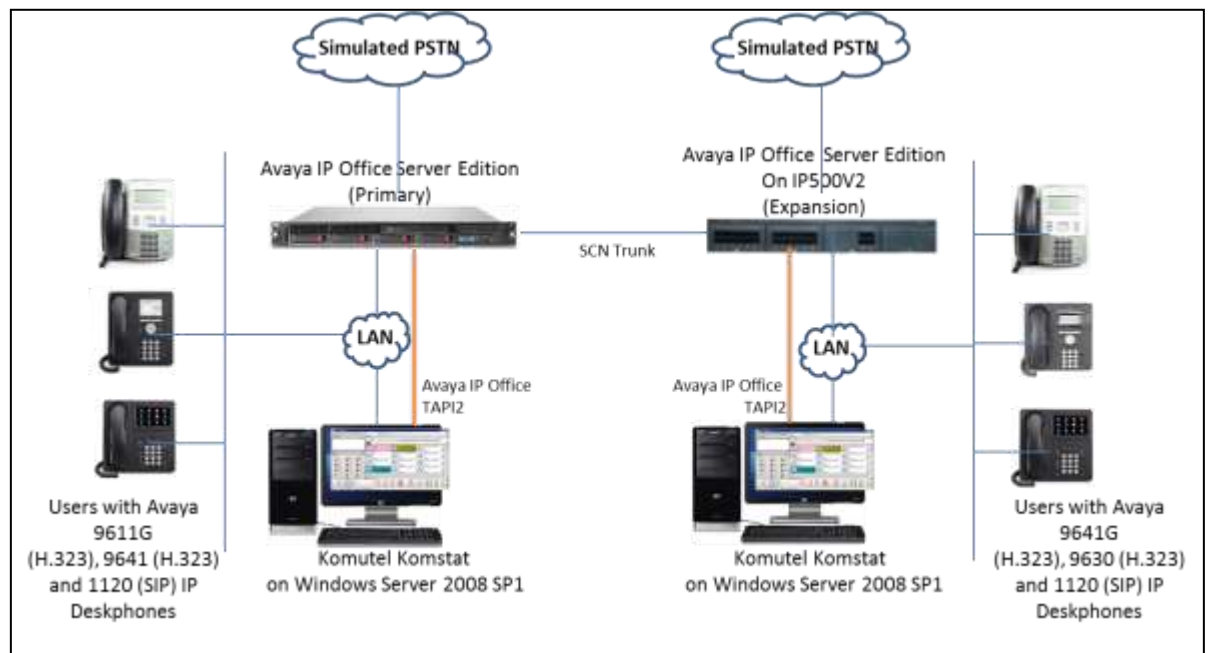 Simulated PSTN
Simulated PSTN
Avaya IP Office Server Edition
(Primary)
Avaya IP Office Server Edition
On IP500V2
(Expansion)
SCN Trunk
LAN
LAN
Avaya IP Office
TAPI2
Avaya IP Office
TAPI2
Users with Avaya
9611G
(H.323), 9641 (H.323)
and 1120 (SIP) IP
Deskphones
Komutel Komstat
on Windows Server 2008 SP1
Komutel Komstat
on Windows Server 2008 SP1
Users with Avaya
9641G
(H.323), 9630 (H.323)
and 1120 (SIP) IP
Deskphones